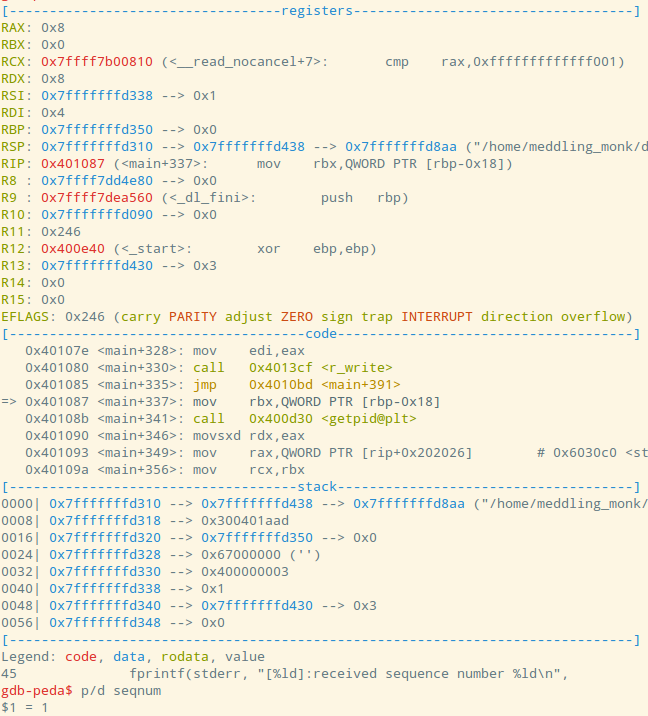 [----------------------------------registers-----------------------------------]
RAX: 0x8
RBX: 0x0
RCX: 0x7ffff7b00810 (<__read_nocancel+7>:       cmp    rax,0xfffffffffffff001)
RDX: 0x8
RSI: 0x7fffffffd338 --> 0x1
RDI: 0x4
RBP: 0x7fffffffd350 --> 0x0
RSP: 0x7fffffffd310 --> 0x7fffffffd438 --> 0x7fffffffd8aa ("/home/meddling_monk/d
RIP: 0x401087 (<main+337>:      mov    rbx,QWORD PTR [rbp-0x18])
R8 : 0x7ffff7dd4e80 --> 0x0
R9 : 0x7ffff7dea560 (<_dl_fini>:        push   rbp)
R10: 0x7fffffffd090 --> 0x0
R11: 0x246
R12: 0x400e40 (<_start>:        xor    ebp,ebp)
R13: 0x7fffffffd430 --> 0x3
R14: 0x0
R15: 0x0
EFLAGS: 0x246 (carry PARITY adjust ZERO sign trap INTERRUPT direction overflow)
[-------------------------------------code-------------------------------------]
   0x40107e <main+328>: mov    edi,eax
   0x401080 <main+330>: call   0x4013cf <r_write>
   0x401085 <main+335>: jmp    0x4010bd <main+391>
=> 0x401087 <main+337>: mov    rbx,QWORD PTR [rbp-0x18]
   0x40108b <main+341>: call   0x400d30 <getpid@plt>
   0x401090 <main+346>: movsxd rdx,eax
   0x401093 <main+349>: mov    rax,QWORD PTR [rip+0x202026]        # 0x6030c0 <st
   0x40109a <main+356>: mov    rcx,rbx
[------------------------------------stack-------------------------------------]
0000| 0x7fffffffd310 --> 0x7fffffffd438 --> 0x7fffffffd8aa ("/home/meddling_monk/
0008| 0x7fffffffd318 --> 0x300401aad
0016| 0x7fffffffd320 --> 0x7fffffffd350 --> 0x0
0024| 0x7fffffffd328 --> 0x67000000 ('')
0032| 0x7fffffffd330 --> 0x400000003
0040| 0x7fffffffd338 --> 0x1
0048| 0x7fffffffd340 --> 0x7fffffffd430 --> 0x3
0056| 0x7fffffffd348 --> 0x0
[------------------------------------------------------------------------------]
Legend: code, data, rodata, value
45              fprintf(stderr, "[%ld]:received sequence number %ld\n",
gdb-peda$ p/d seqnum
$1 = 1